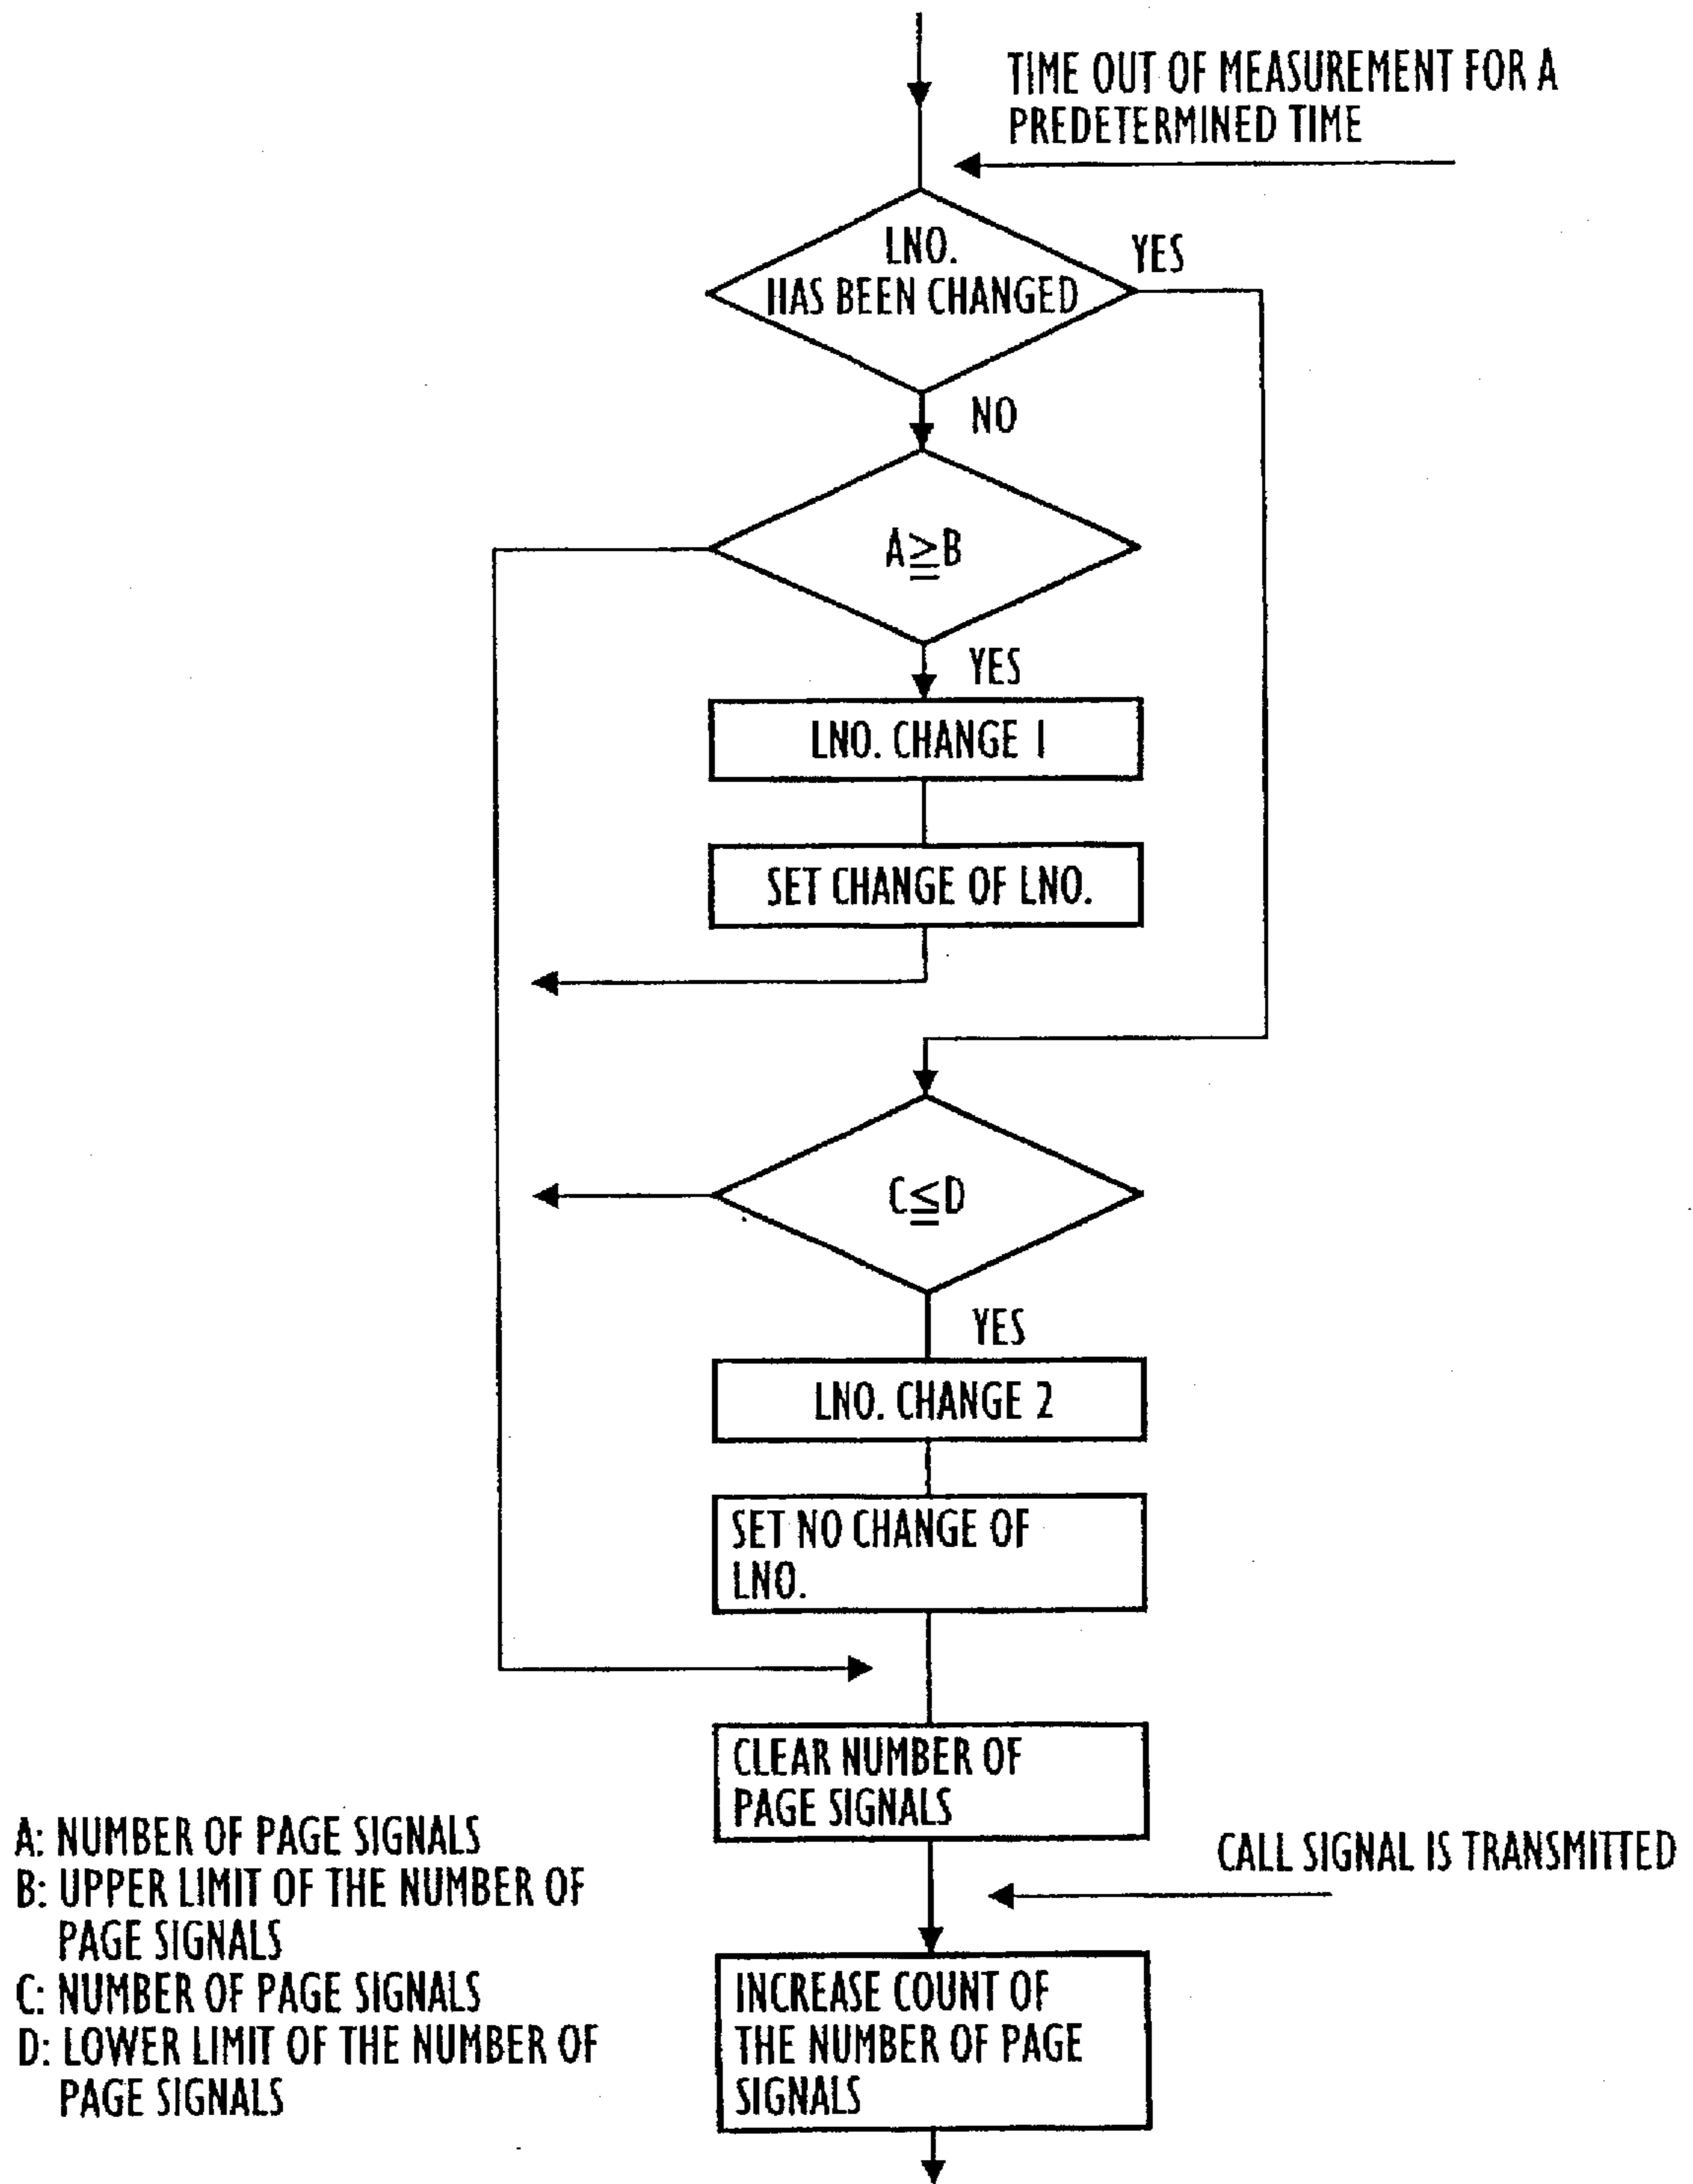 TIME OUT OF MEASUREMENT FOR A
PREDETERMINED TIME
LNO.
HAS BEEN CHANGED
YES
NO
A≧B
YES
LNO. CHANGE 1
SET CHANGE OF LNO.
C≦D
YES
LNO. CHANGE 2
SET NO CHANGE OF
LNO.
CLEAR NUMBER OF
PAGE SIGNALS
CALL SIGNAL IS TRANSMITTED
INCREASE COUNT OF
THE NUMBER OF PAGE
SIGNALS
A: NUMBER OF PAGE SIGNALS
B: UPPER LIMIT OF THE NUMBER OF
PAGE SIGNALS
C: NUMBER OF PAGE SIGNALS
D: LOWER LIMIT OF THE NUMBER OF
PAGE SIGNALS